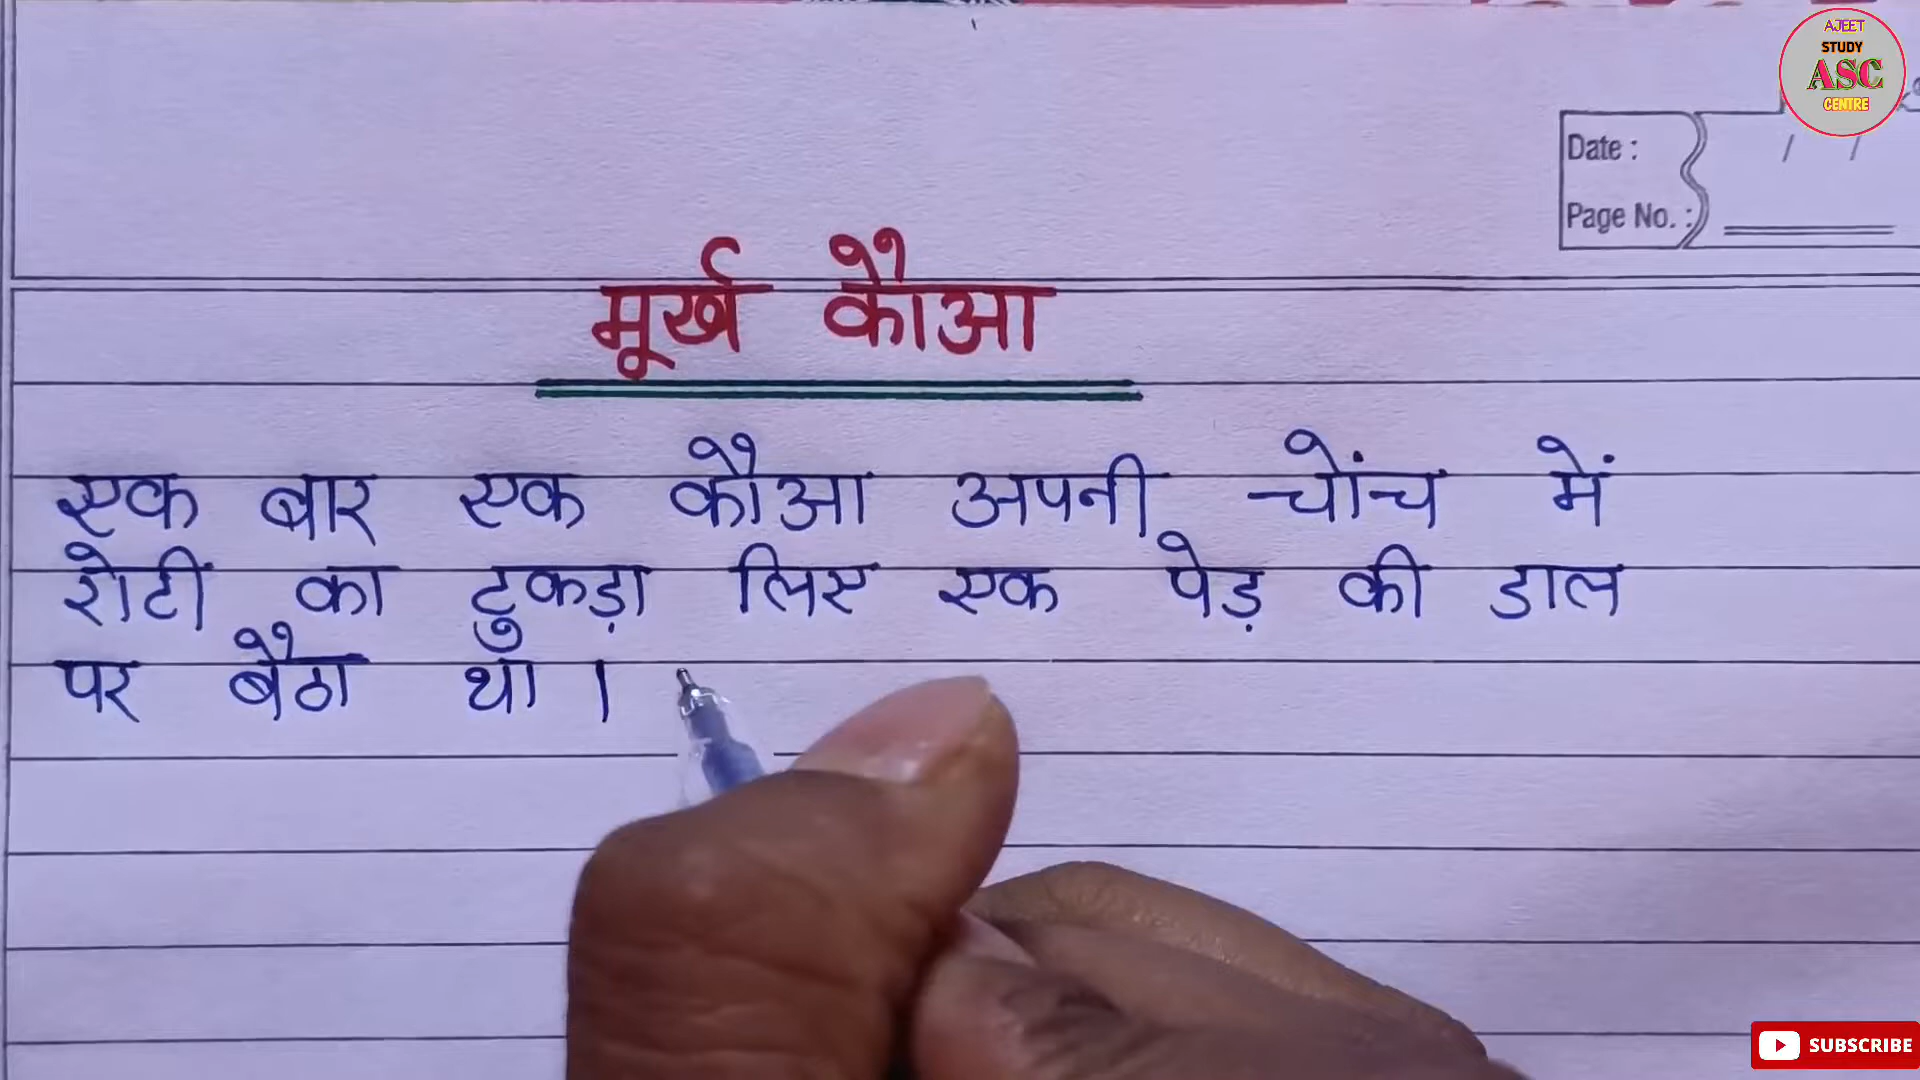 AJEET
STUDY
ASC
CENTRE
Date : / /
Page No. :
मूर्ख कौआ
एक बार एक कौआ अपनी चोंच में
रोटी का टुकड़ा लिए एक पेड़ की डाल
पर बैठा था।
SUBSCRIBE